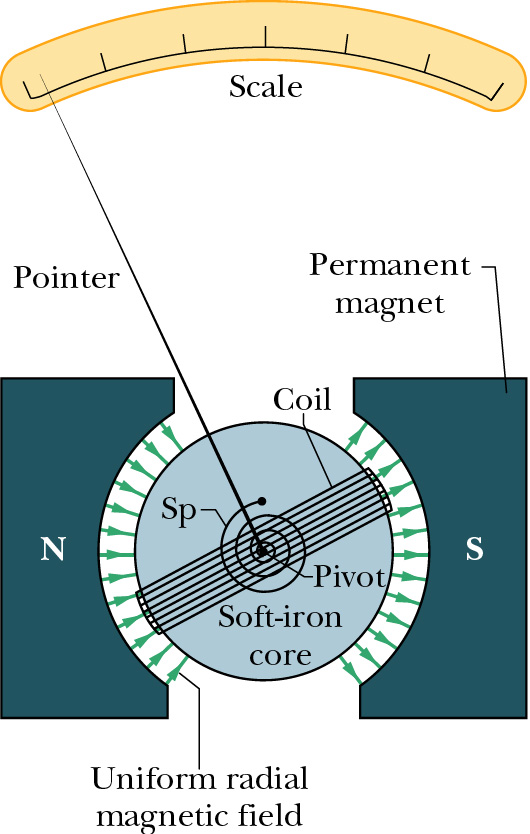 Scale
Permanent
magnet
Pointer
Coil
Sp
N
S
Pivot
Soft-iron
core
Uniform radial
magnetic field